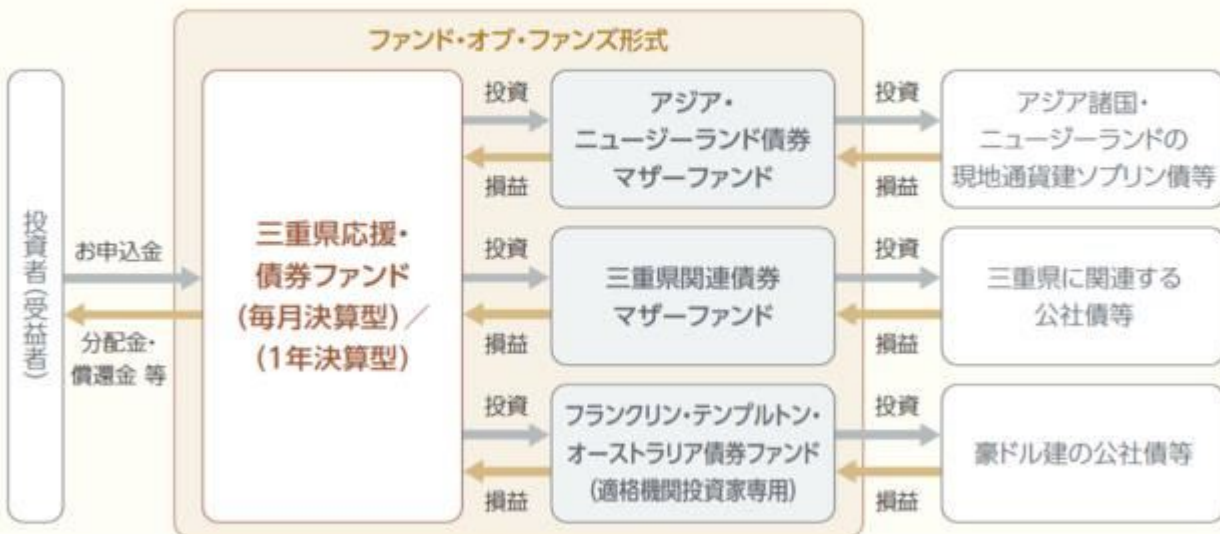 ファンド・オブ・ファンズ形式
投資者(受益者)
お申込金
分配金・
償還金 等
三重県応援・
債券ファンド
(毎月決算型)／
(1年決算型)
投資
損益
アジア・
ニュージーランド債券
マザーファンド
投資
損益
アジア諸国・
ニュージーランドの
現地通貨建ソブリン債等
投資
損益
三重県関連債券
マザーファンド
投資
損益
三重県に関連する
公社債等
投資
損益
フランクリン・テンプルトン・
オーストラリア債券ファンド
(適格機関投資家専用)
投資
損益
豪ドル建の公社債等